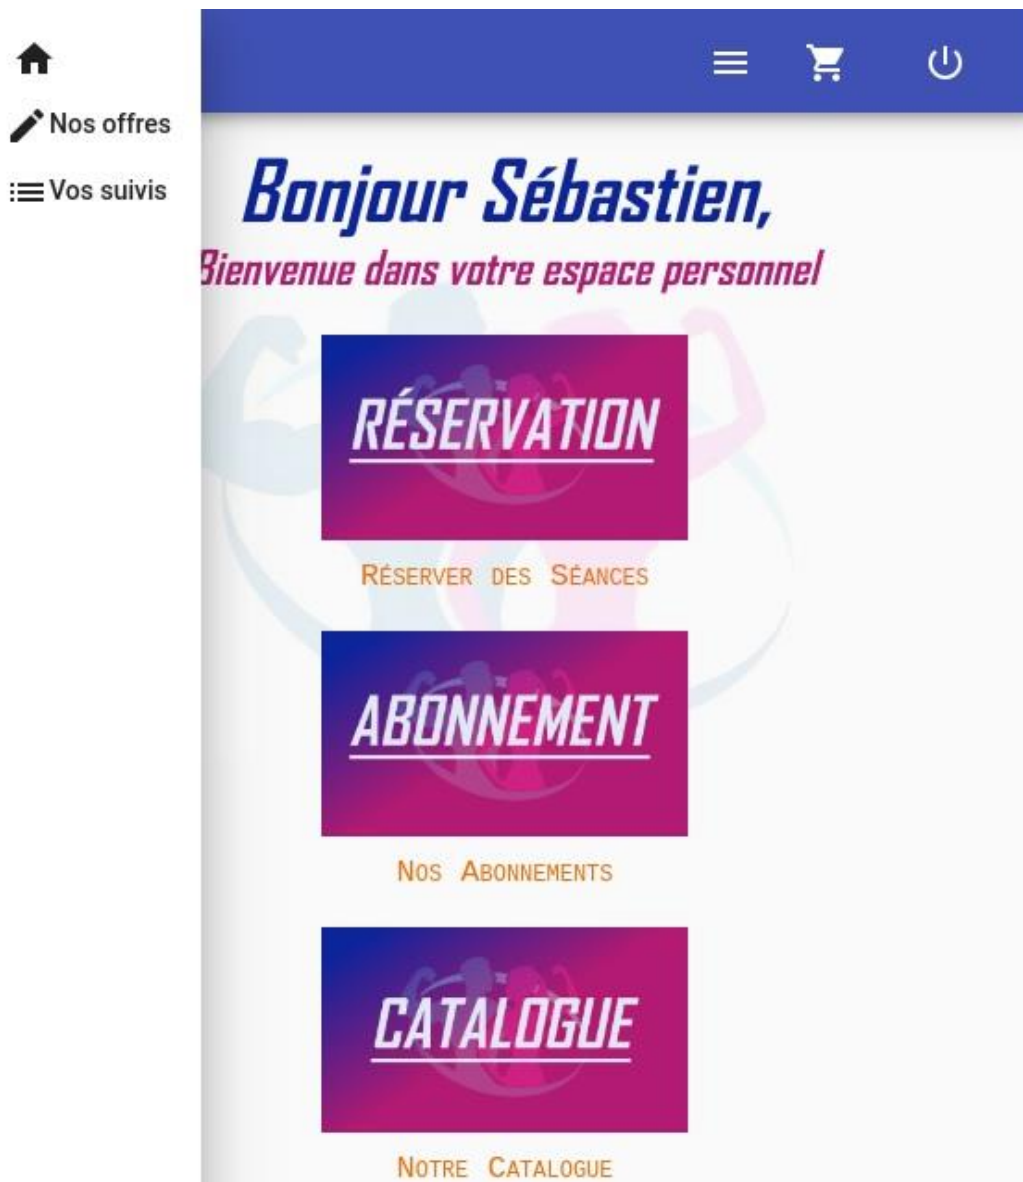 Nos offres
Vos suivis
Bonjour Sébastien,
Bienvenue dans votre espace personnel
RÉSERVATION
RÉSERVER DES SÉANCES
ABONNEMENT
NOS ABONNEMENTS
CATALOGUE
NOTRE CATALOGUE